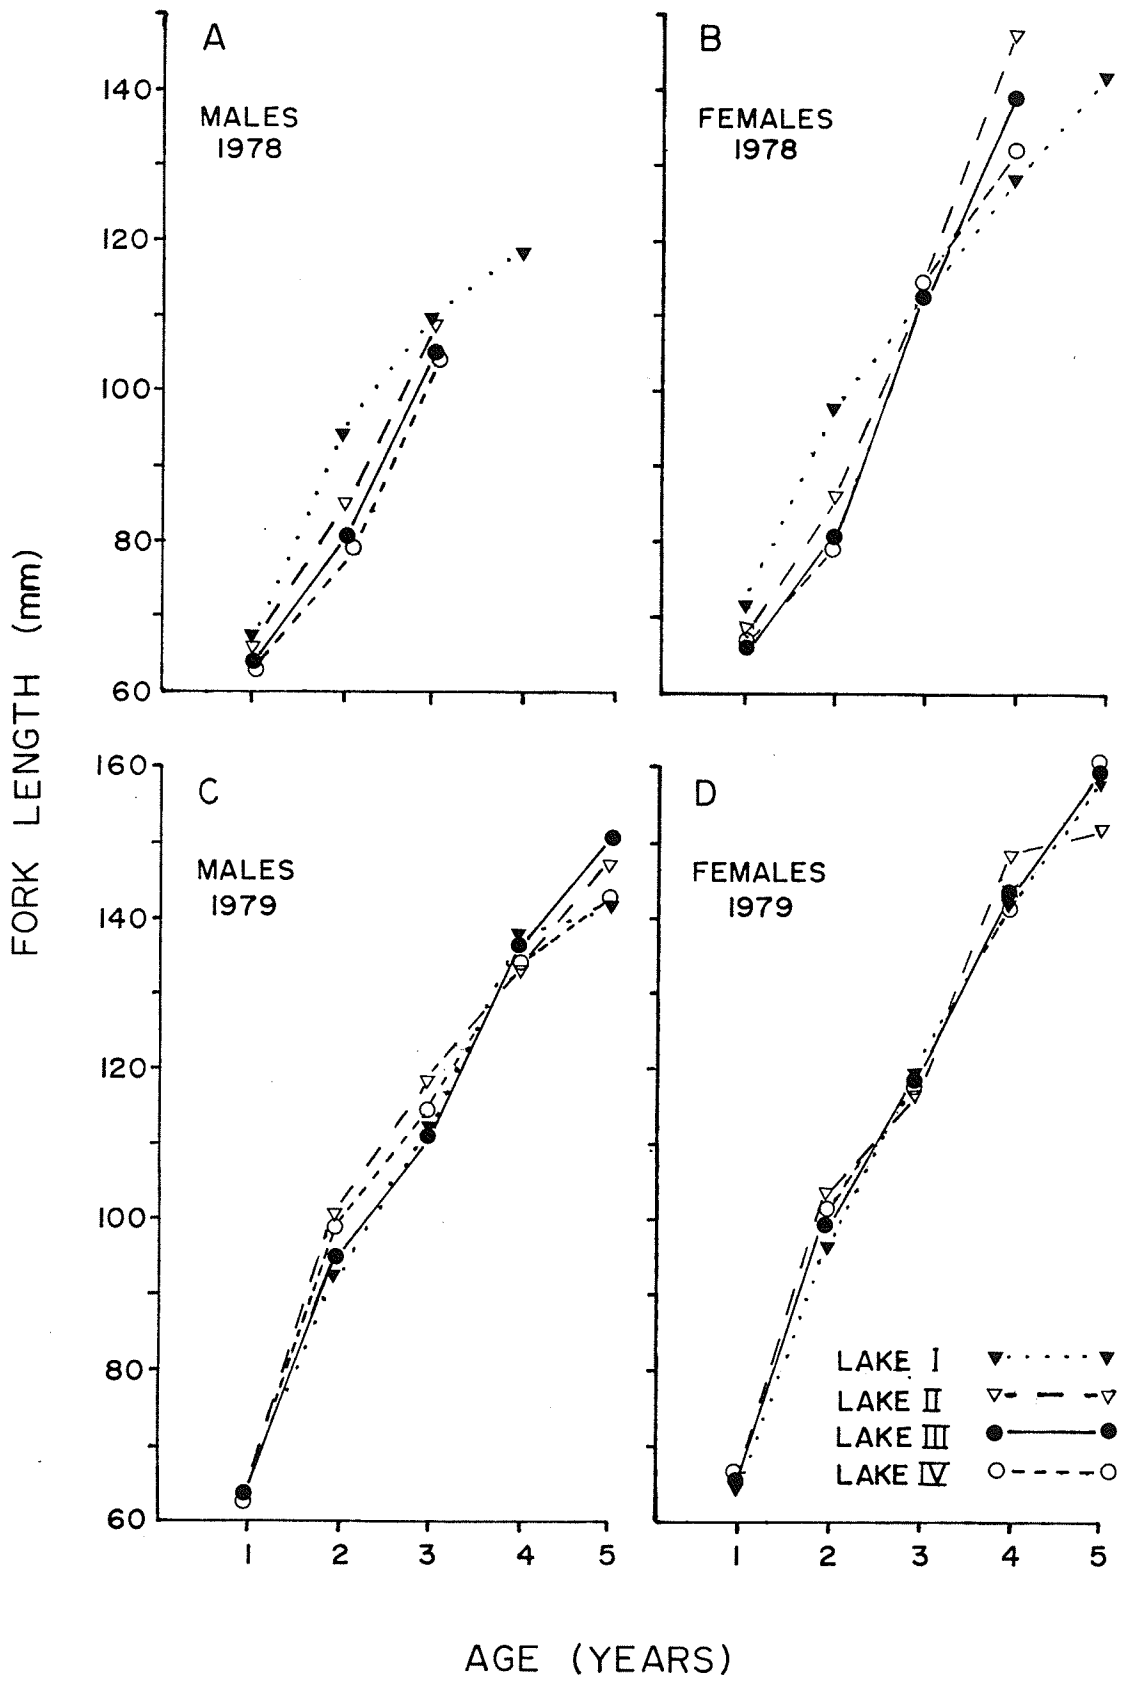 A
MALES
1978
B
FEMALES
1978
140
120
100
80
60
C
MALES
1979
D
FEMALES
1979
160
140
120
100
80
60
1 2 3 4 5
1 2 3 4 5
LAKE I
LAKE II
LAKE III
LAKE IV
FORK LENGTH (mm)
AGE (YEARS)